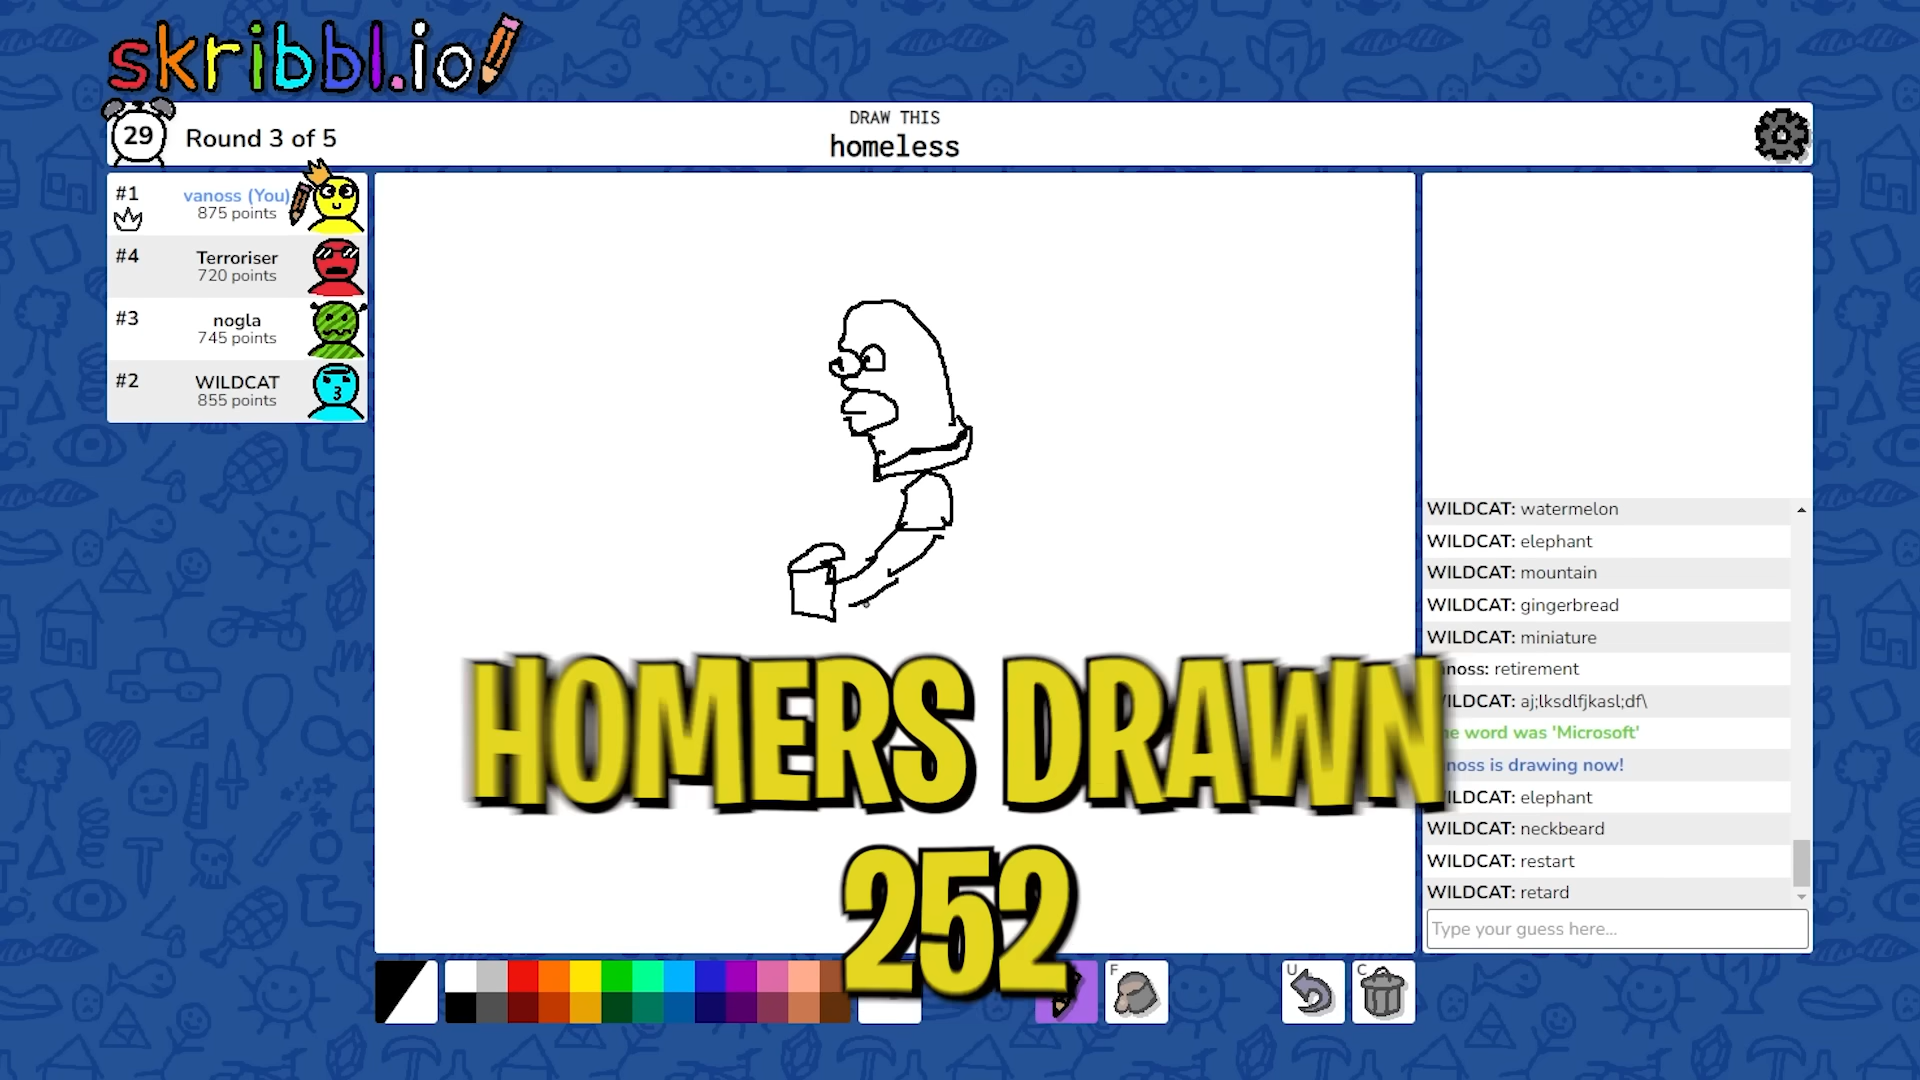 skribbl.io
29
Round 3 of 5
DRAW THIS
homeless
#1
vanoss (You)
875 points
#4
Terroriser
720 points
#3
nogla
745 points
#2
WILDCAT
855 points
WILDCAT: watermelon
WILDCAT: elephant
WILDCAT: mountain
WILDCAT: gingerbread
WILDCAT: miniature
noss: retirement
ILDCAT: aj;lksdlfjkasl;df\
e word was 'Microsoft'
noss is drawing now!
ILDCAT: elephant
WILDCAT: neckbeard
WILDCAT: restart
WILDCAT: retard
Type your guess here...
HOMERS DRAWN
252
F
U
C